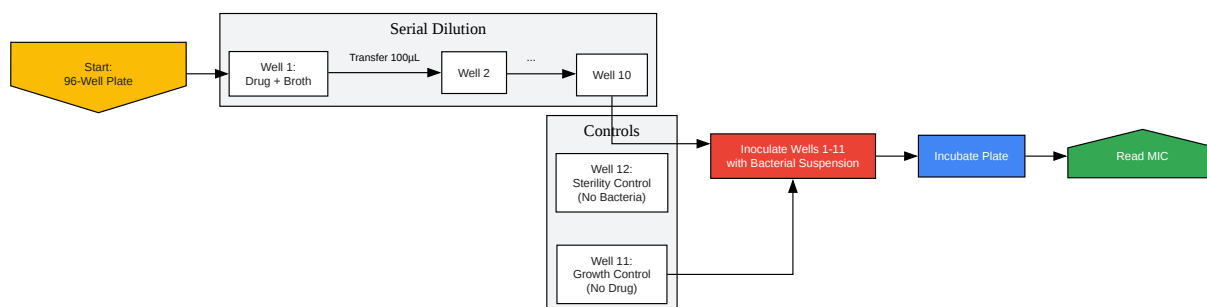 Serial Dilution
Start:
96-Well Plate
Well 1:
Drug + Broth
Transfer 100µL
Well 2
...
Well 10
Controls
Well 12:
Sterility Control
(No Bacteria)
Well 11:
Growth Control
(No Drug)
Inoculate Wells 1-11
with Bacterial Suspension
Incubate Plate
Read MIC